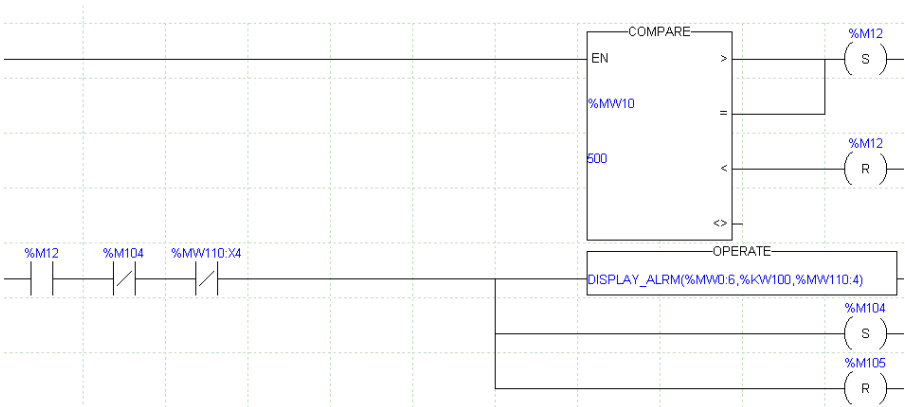 COMPARE
%M12
EN
>
S
%MW10
=
%M12
500
<
R
<>
%M12
%M104
%MW110:X4
OPERATE
DISPLAY_ALRM(%MW0:6,%KW100,%MW110:4)
%M104
S
%M105
R